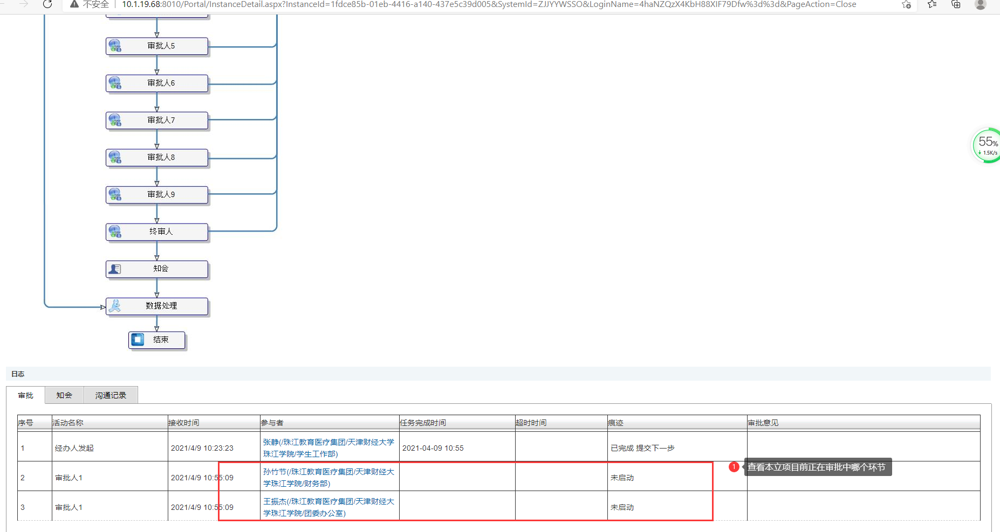 不安全
10.1.19.68:8010/Portal/InstanceDetail.aspx?InstanceId=1fdce85b-01eb-4416-a140-437e5c39d005&SystemId=ZJJYYWSSO&LoginName=4haNZQzX4KbH88XIF79Dfw%3d%3d&PageAction=Close
审批人5
审批人6
审批人7
审批人8
审批人9
终审人
知会
数据处理
结束
55%
1.5K/s
日志
审批 知会 沟通记录
序号 活动名称 接收时间 参与者 任务完成时间 超时时间 痕迹 审批意见
1 经办人发起 2021/4/9 10:23:23 张静(/珠江教育医疗集团/天津财经大学
珠江学院/学生工作部) 2021-04-09 10:55 已完成 提交下一步
2 审批人1 2021/4/9 10:55:09 孙竹节(/珠江教育医疗集团/天津财经大
学珠江学院/财务部) 未启动
1 查看本立项目前正在审批中哪个环节
3 审批人1 2021/4/9 10:55:09 王振杰(/珠江教育医疗集团/天津财经大
学珠江学院/团委办公室) 未启动